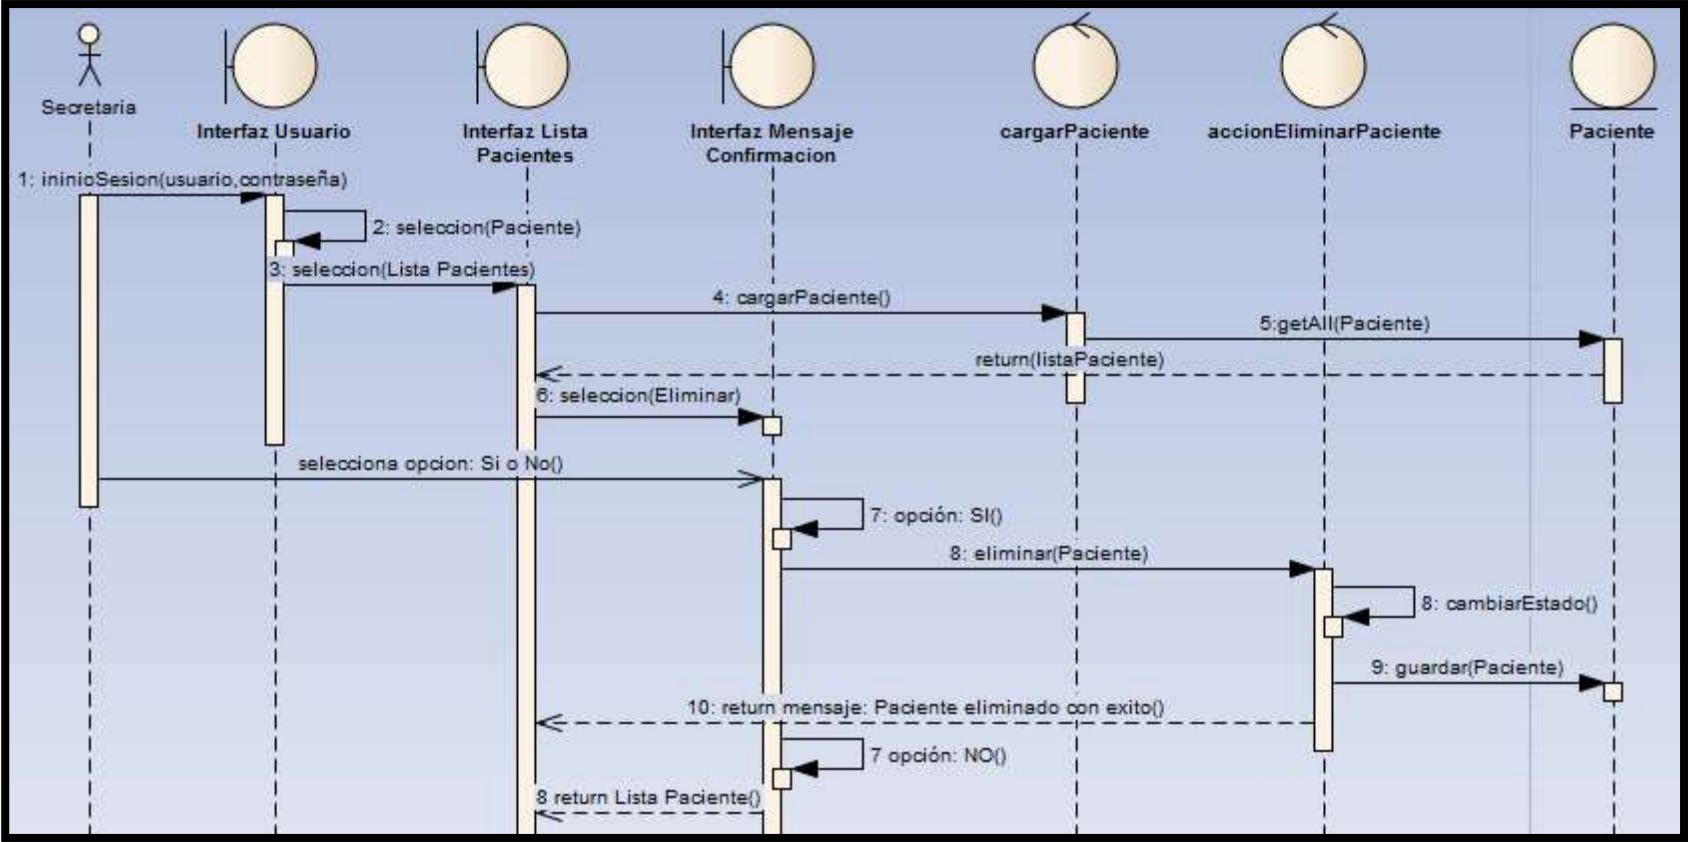 Secretaria
Interfaz Usuario
Interfaz Lista
Pacientes
Interfaz Mensaje
Confirmacion
cargarPaciente
accionEliminarPaciente
Paciente
1: ininicSesion(usuario,contraseña)
2: seleccion(Paciente)
3: seleccion(Lista Pacientes)
4: cargarPaciente()
5:getAll(Paciente)
return(listaPaciente)
6: seleccion(Eliminar)
selecciona opcion: Si o No()
7: opción: SI()
8: eliminar(Paciente)
8: cambiarEstado()
9: guardar(Paciente)
10: return mensaje: Paciente eliminado con exito()
7 opción: NO()
8 return Lista Paciente()